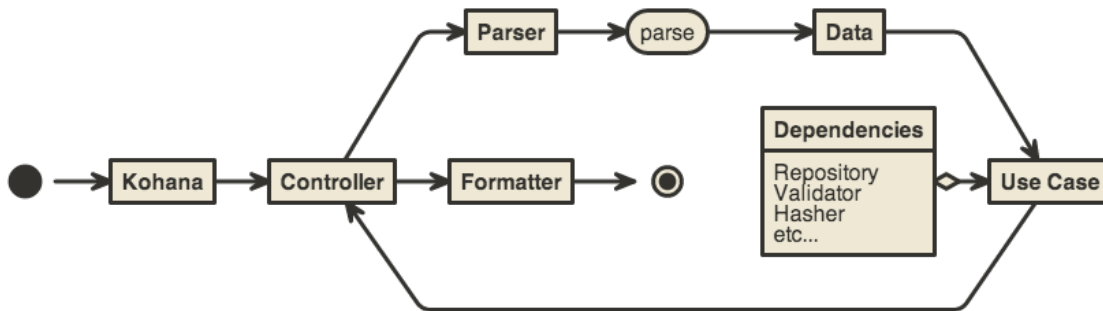 Parser
parse
Data
Dependencies
Repository
Validator
Hasher
etc...
Kohana
Controller
Formatter
Use Case